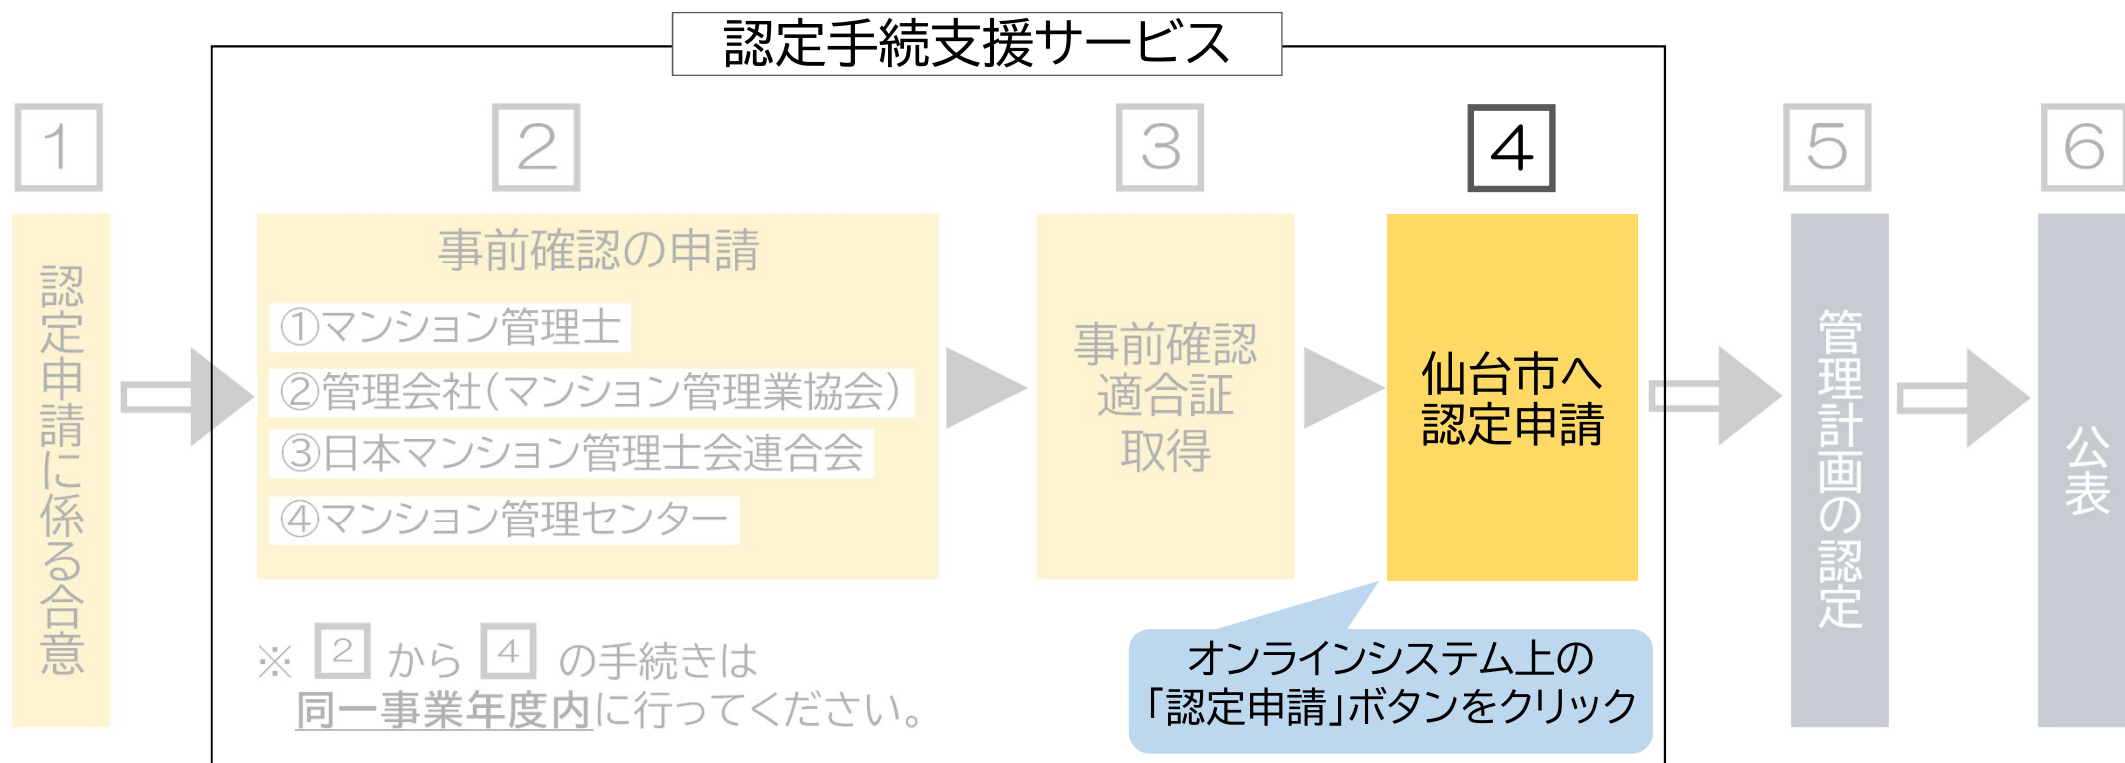 認定手続支援サービス
1
認定申請に係る合意
2
事前確認の申請
①マンション管理士
②管理会社(マンション管理業協会)
③日本マンション管理士会連合会
④マンション管理センター
※ 2 から 4 の手続きは
同一事業年度内に行ってください。
3
事前確認
適合証
取得
4
仙台市へ
認定申請
オンラインシステム上の
「認定申請」ボタンをクリック
5
管理計画の認定
6
公表